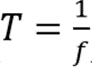 T = 1/f